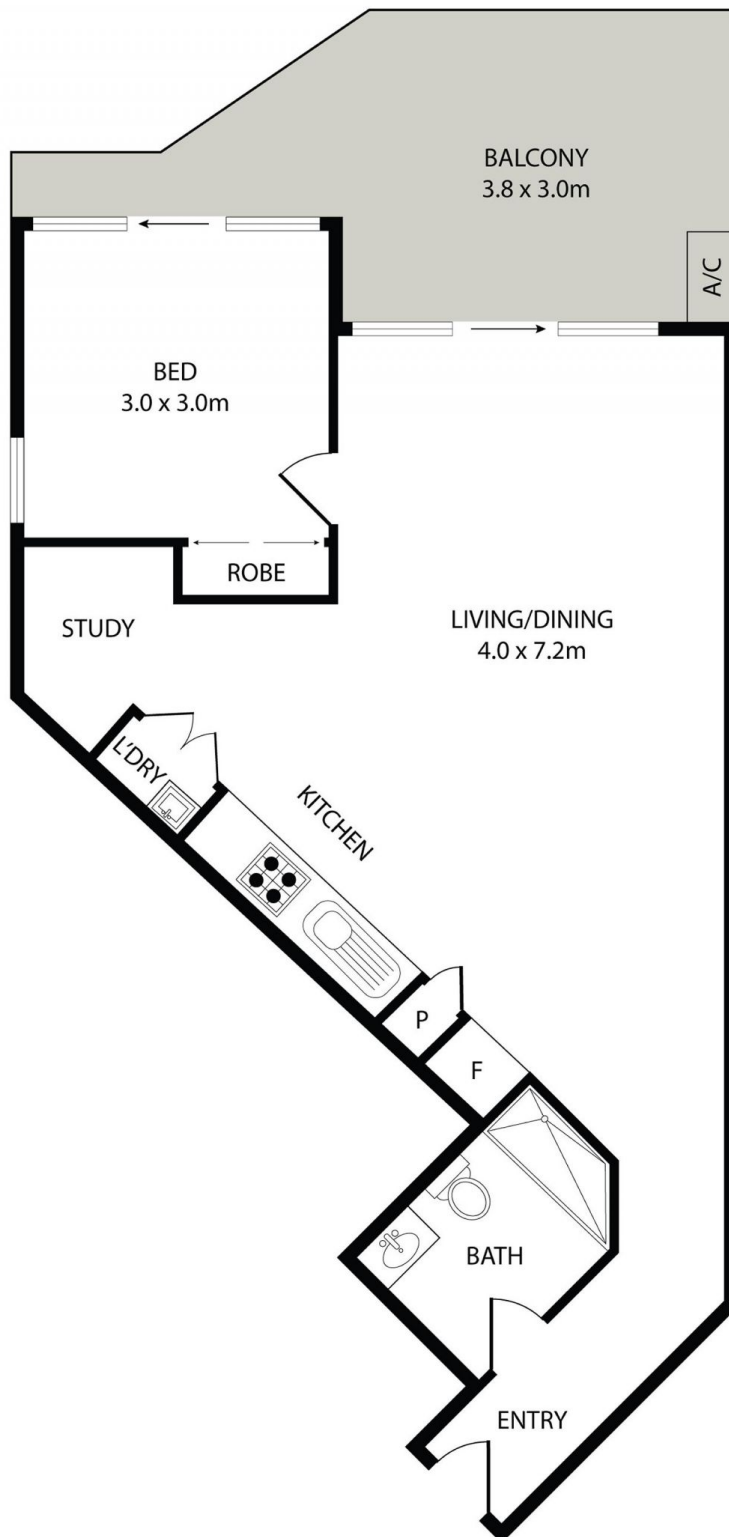 BALCONY
3.8 x 3.0m
A/C
BED
3.0 x 3.0m
ROBE
STUDY
LIVING/DINING
4.0 x 7.2m
L'DRY
KITCHEN
P
F
BATH
ENTRY